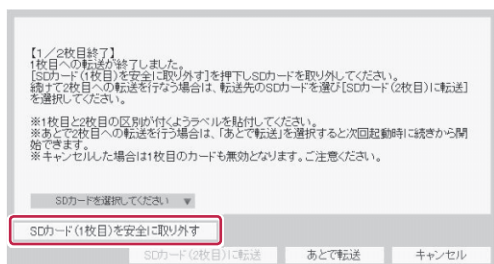 【1/2枚目終了】
1枚目への転送が終了しました。
[SDカード(1枚目)を安全に取り外す]を押下しSDカードを取り外してください。
続けて2枚目への転送を行なう場合は、転送先のSDカードを選び[SDカード(2枚目)に転送]
を選択してください。
※1枚目と2枚目の区別が付くようラベルを貼付してください。
※あとで2枚目への転送を行う場合は、「あとで転送」を選択すると次回起動時に続きから開
始できます。
※キャンセルした場合は1枚目のカードも無効となります。ご注意ください。
SDカードを選択してください ▼
SDカード(1枚目)を安全に取り外す
SDカード(2枚目)に転送 あとで転送 キャンセル